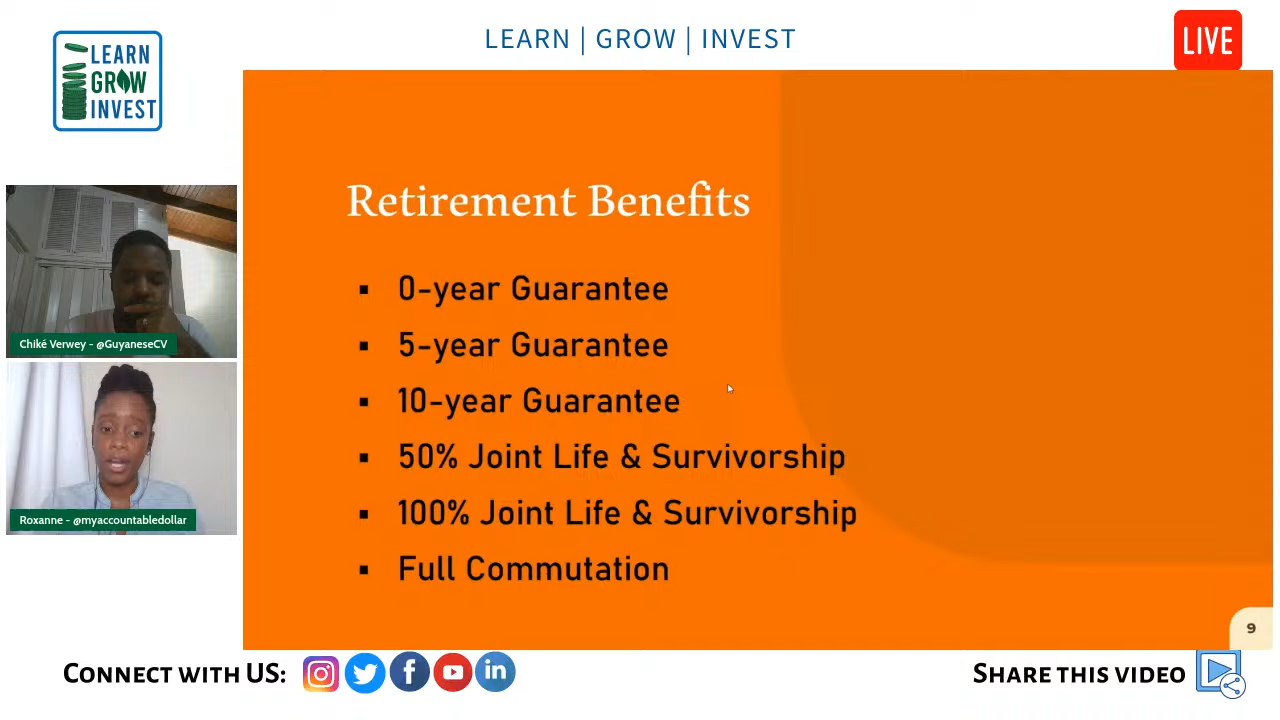 LEARN | GROW | INVEST
LIVE
LEARN
GROW
INVEST
Retirement Benefits
▪ 0-year Guarantee
▪ 5-year Guarantee
▪ 10-year Guarantee
▪ 50% Joint Life & Survivorship
▪ 100% Joint Life & Survivorship
▪ Full Commutation
Chiké Verwey - @GuyaneseCV
Roxanne - @myaccountabledollar
9
CONNECT WITH US:
SHARE THIS VIDEO